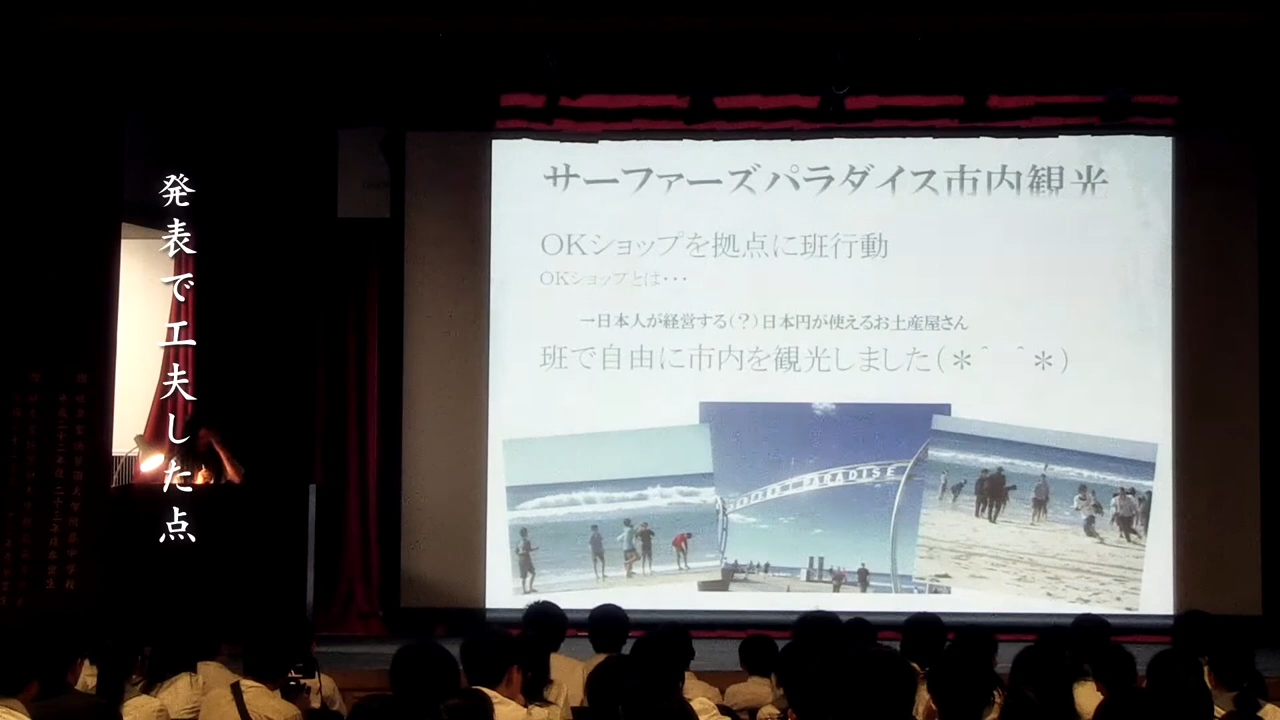 発表で工夫した点
サーファーズパラダイス市内観光
OKショップを拠点に班行動
OKショップとは・・・
→日本人が経営する(?)日本円が使えるお土産屋さん
班で自由に市内を観光しました(＊＾ ＾＊)
PARADISE